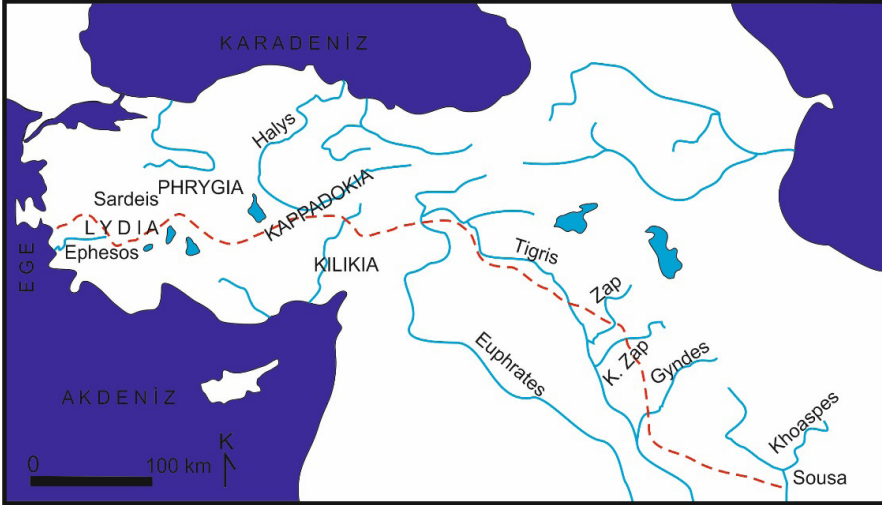 KARADENİZ
Halys
PHRYGIA
Sardeis
KAPPADOKIA
LYDIA
Ephesos
EGE
KILIKIA
Tigris
Zap
K. Zap
Gyndes
Euphrates
AKDENİZ
Khoaspes
K
0 100 km
Sousa